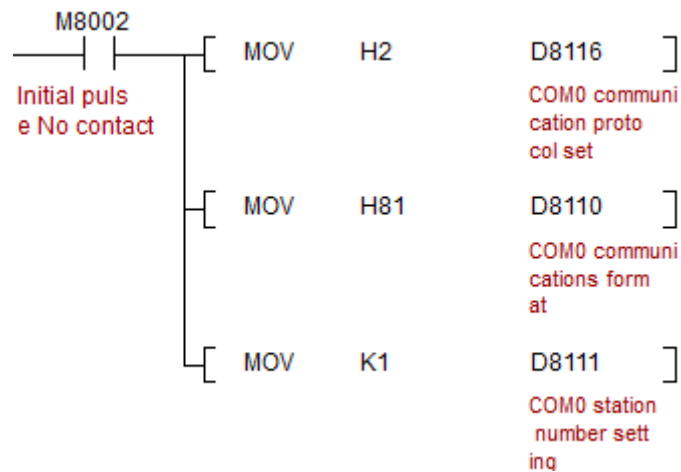 M8002
MOV H2 D8116
Initial puls
e No contact
COM0 communi
cation proto
col set
MOV H81 D8110
COM0 communi
cations form
at
MOV K1 D8111
COM0 station
number sett
ing